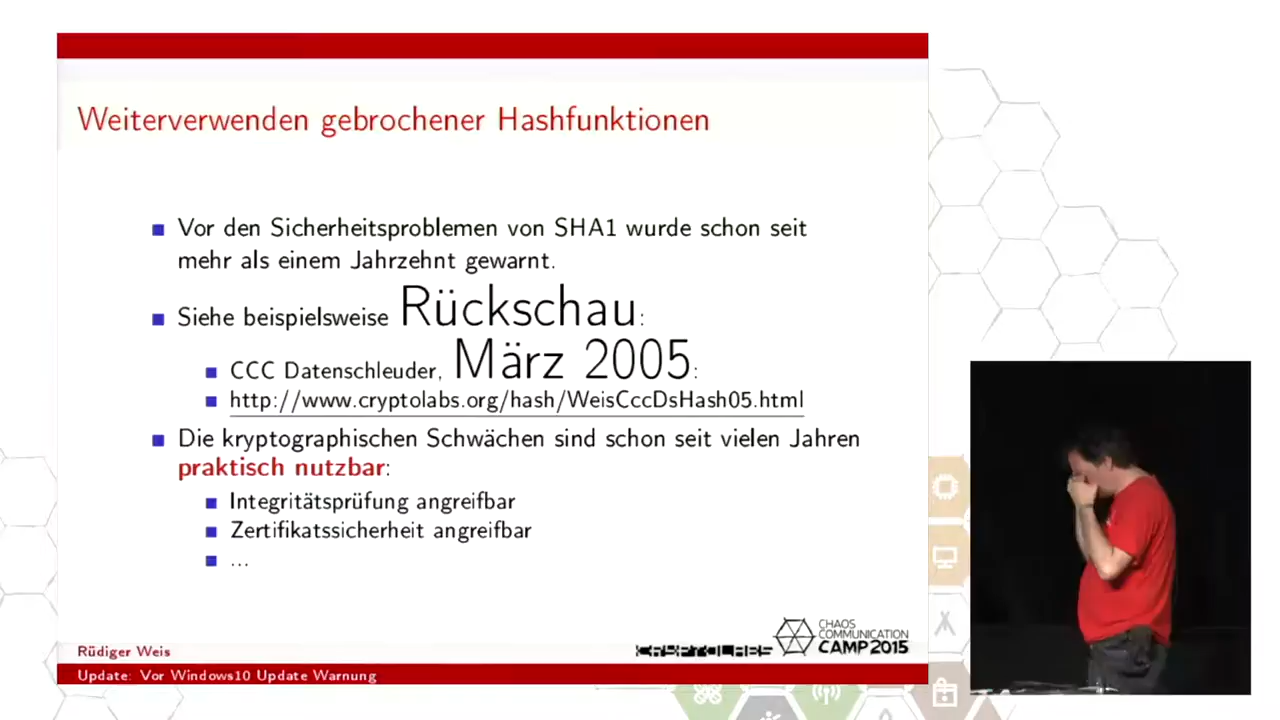 Weiterverwenden gebrochener Hashfunktionen
Vor den Sicherheitsproblemen von SHA1 wurde schon seit
mehr als einem Jahrzehnt gewarnt.
Siehe beispielsweise Rückschau:
CCC Datenschleuder, März 2005:
http://www.cryptolabs.org/hash/WeisCccDsHash05.html
Die kryptographischen Schwächen sind schon seit vielen Jahren
praktisch nutzbar:
Integritätsprüfung angreifbar
Zertifikatssicherheit angreifbar
...
Rüdiger Weis
CRYPTOLABS
CHAOS
COMMUNICATION
CAMP 2015
Update: Vor Windows10 Update Warnung